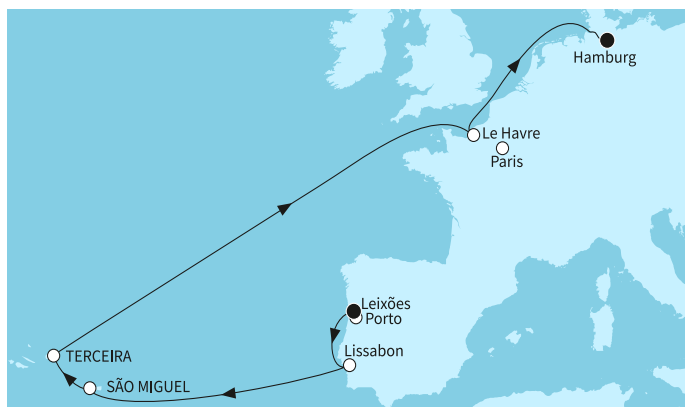 Hamburg
Le Havre
Paris
Leixões
Porto
Lissabon
TERCEIRA
SÃO MIGUEL